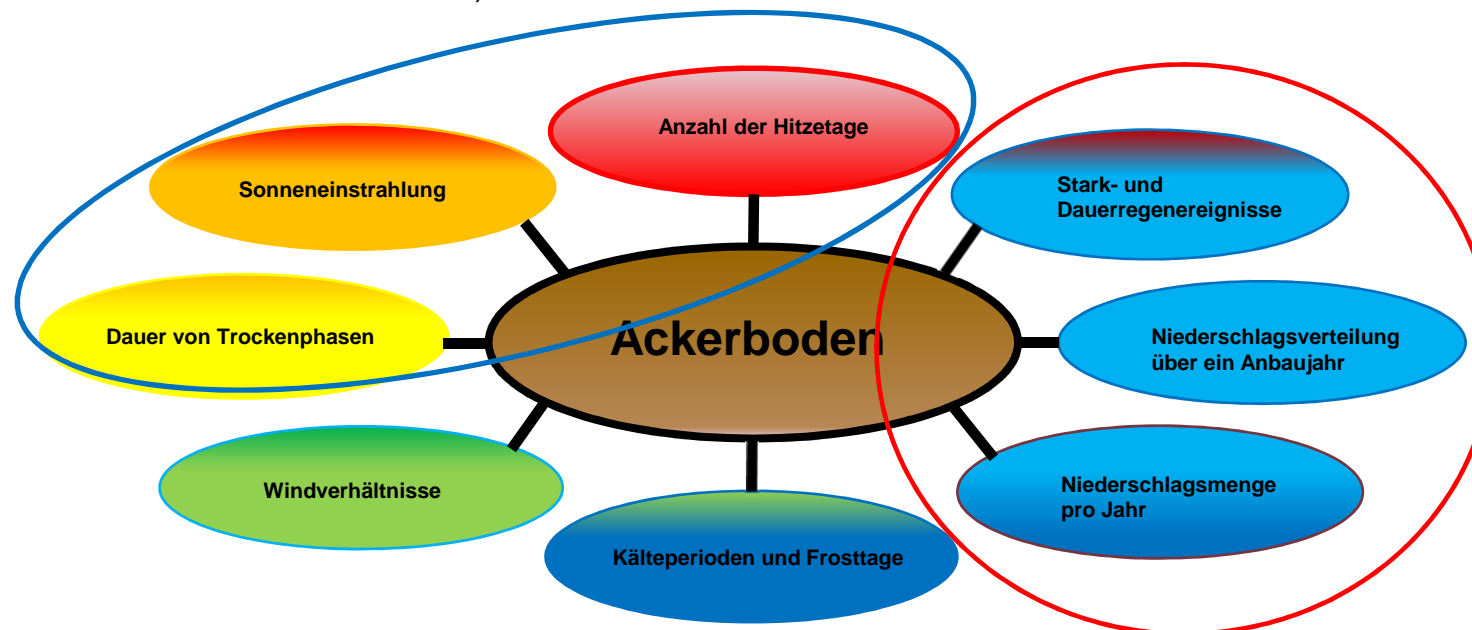 Anzahl der Hitzetage
Sonneneinstrahlung
Stark- und
Dauerregenereignisse
Dauer von Trockenphasen
Ackerboden
Niederschlagsverteilung
über ein Anbaujahr
Windverhältnisse
Niederschlagsmenge
pro Jahr
Kälteperioden und Frosttage